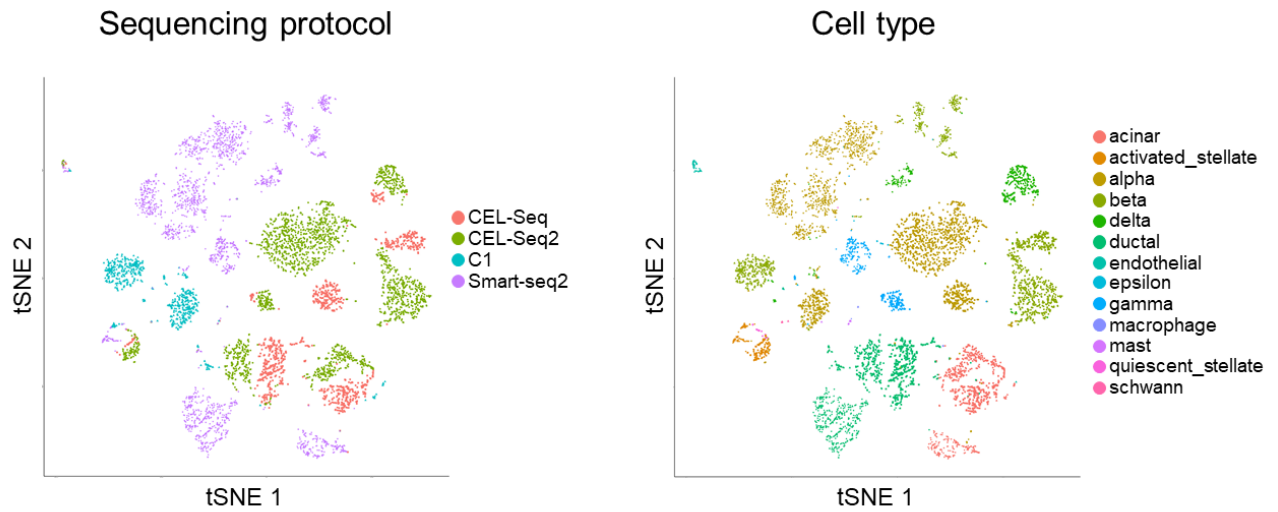 Sequencing protocol
tSNE 2
tSNE 1
CEL-Seq
CEL-Seq2
C1
Smart-seq2
Cell type
tSNE 2
tSNE 1
acinar
activated_stellate
alpha
beta
delta
ductal
endothelial
epsilon
gamma
macrophage
mast
quiescent_stellate
schwann